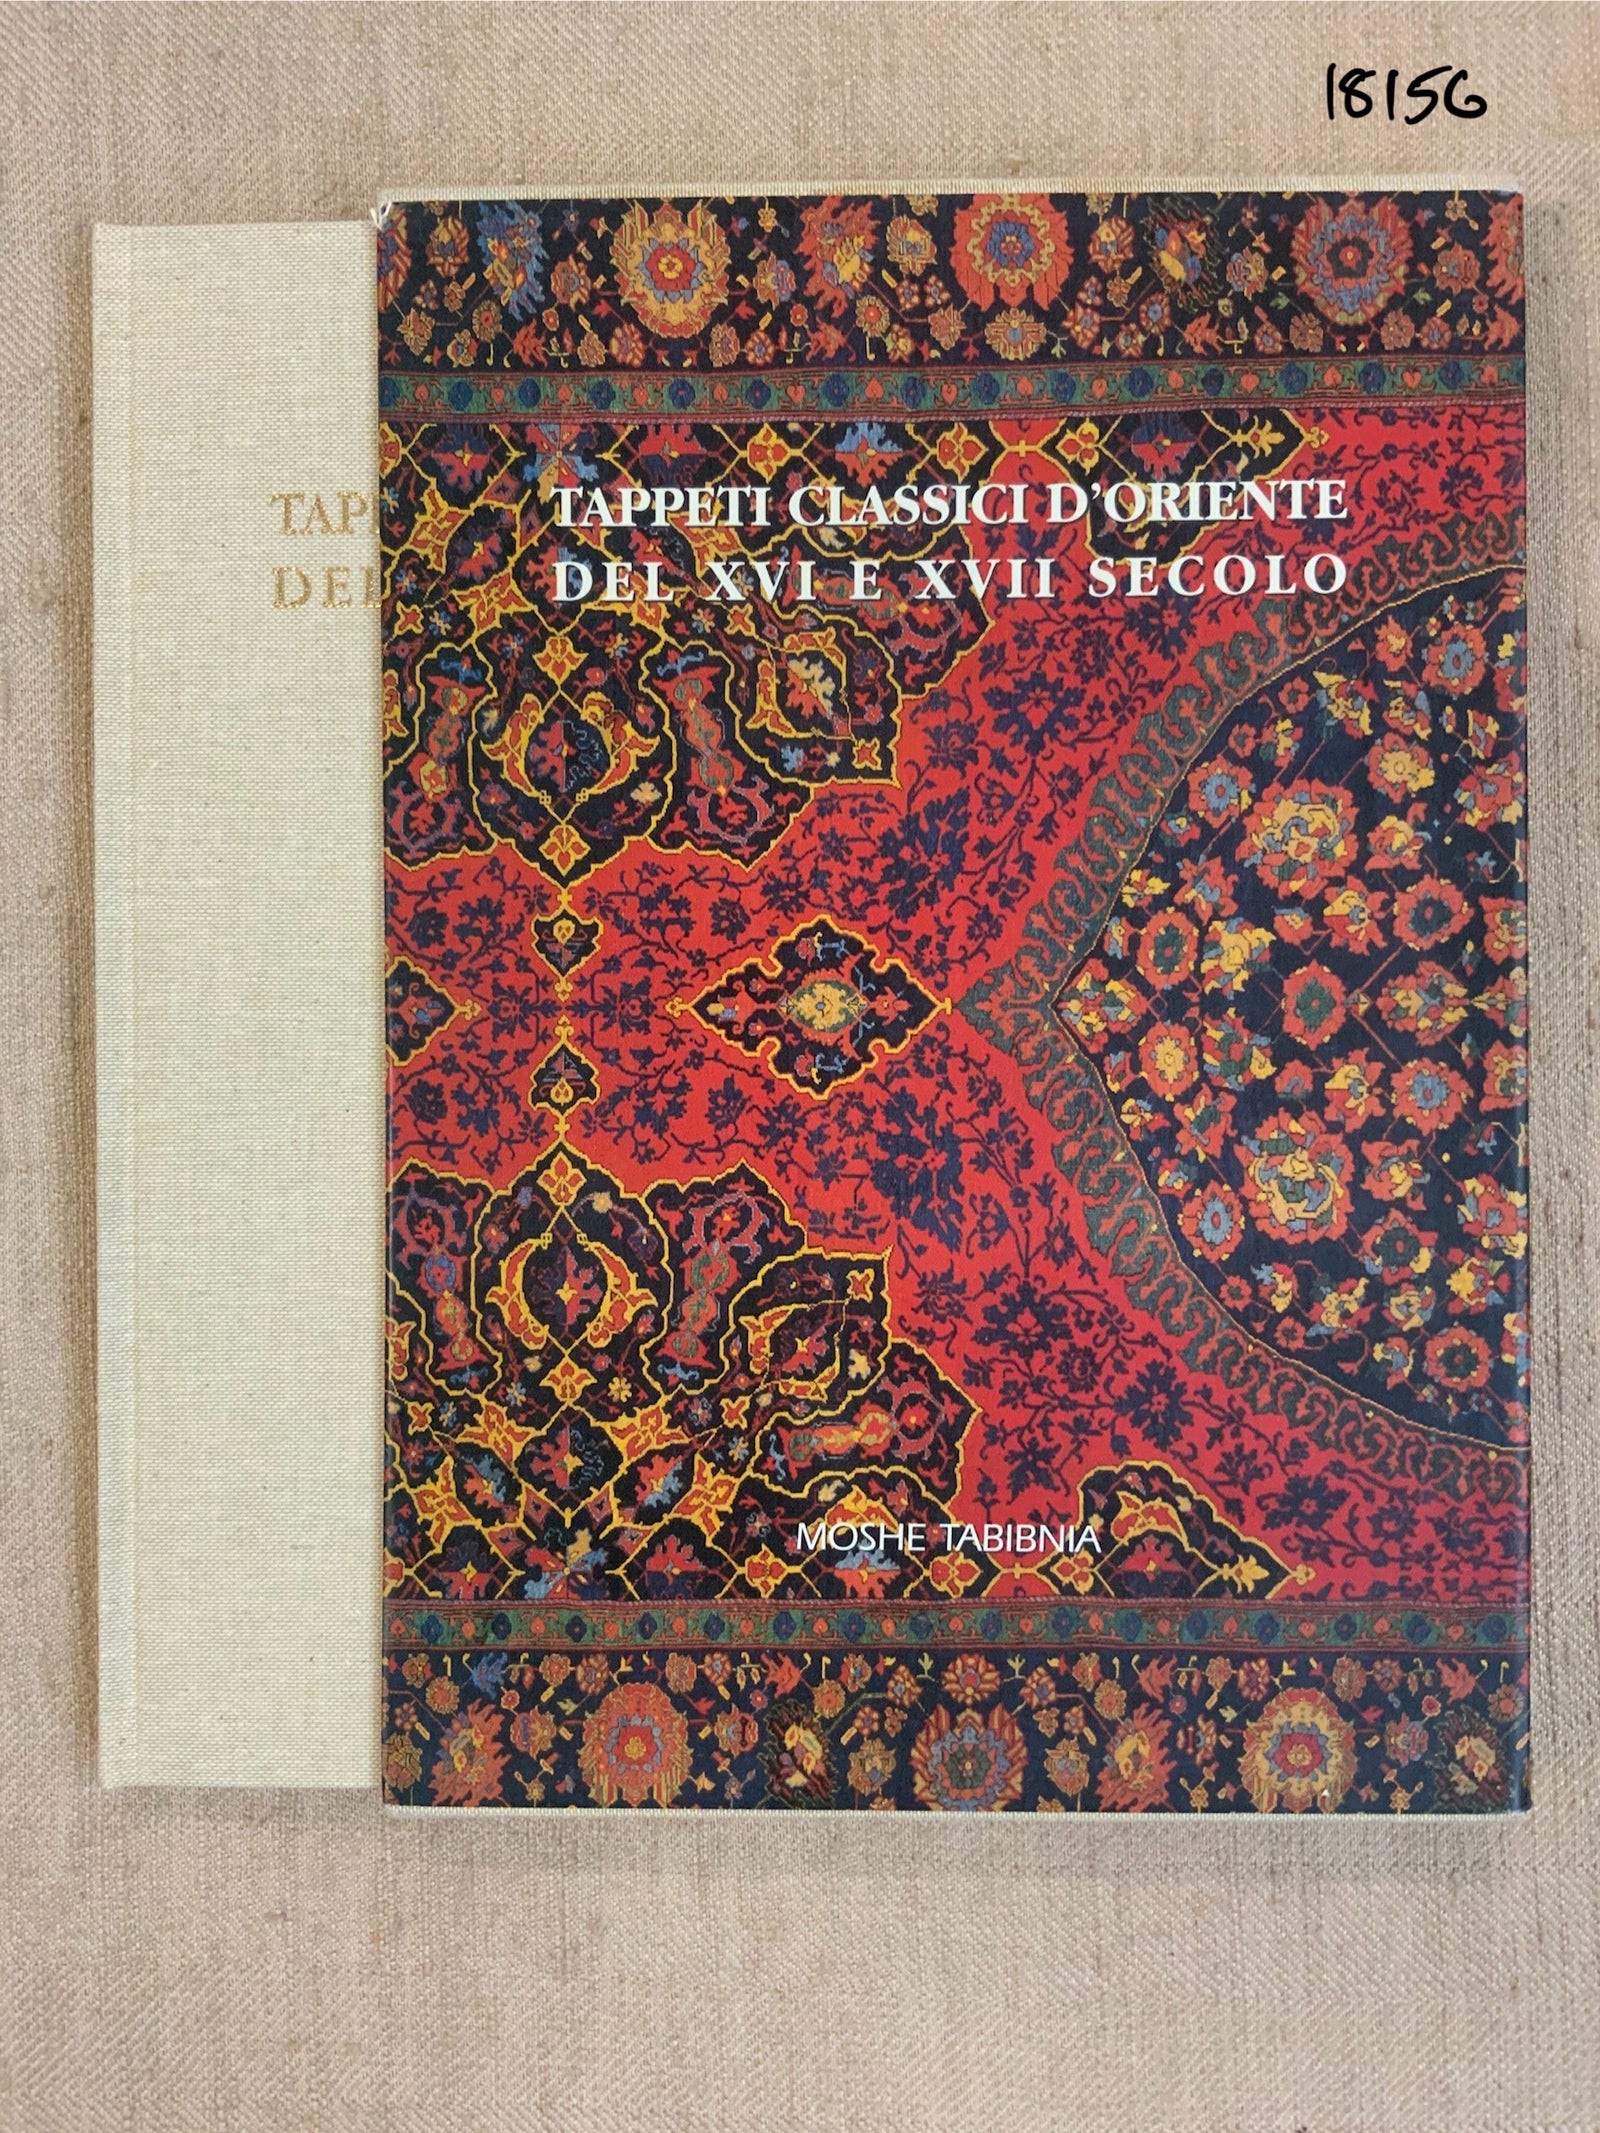 18156
TAPP
DEL
TAPPETI CLASSICI D'ORIENTE
DEL XVI E XVII SECOLO
MOSHE TABIBNIA